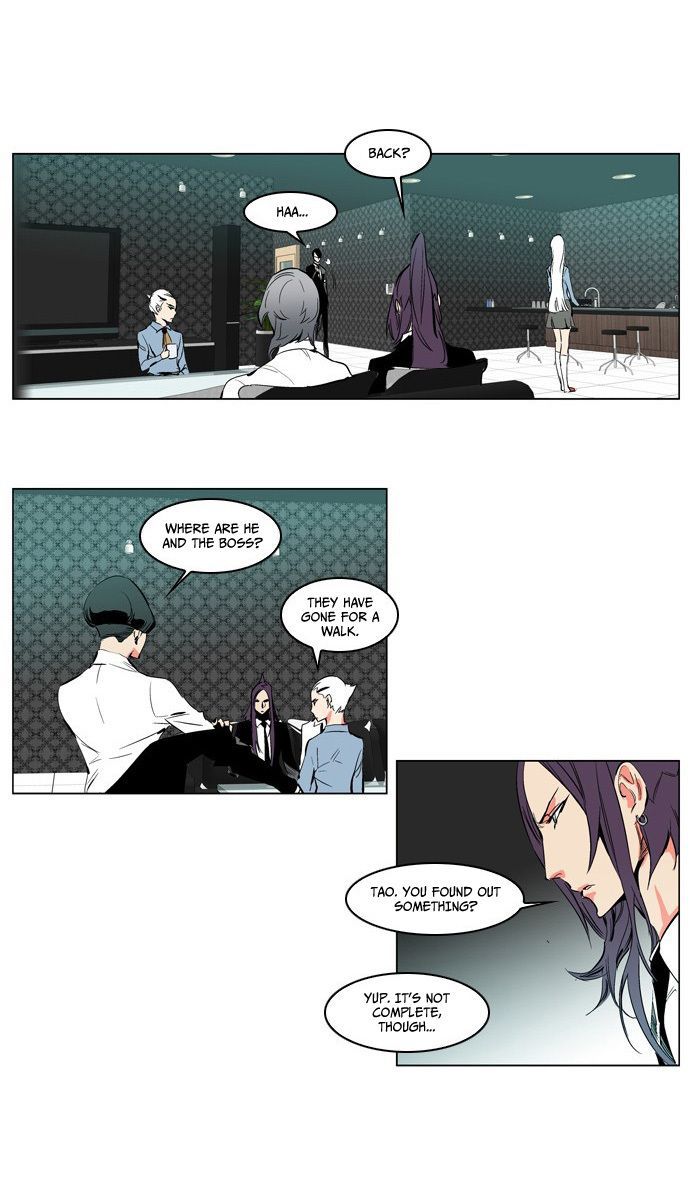 BACK?
HAA...
WHERE ARE HE
AND THE BOSS?
THEY HAVE
GONE FOR A
WALK.
TAO. YOU FOUND OUT
SOMETHING?
YUP. IT'S NOT
COMPLETE,
THOUGH...